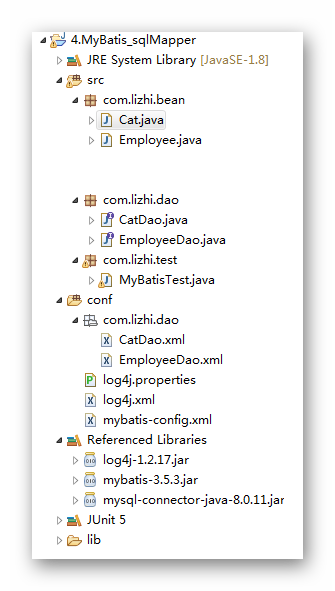 4.MyBatis_sqlMapper
JRE System Library [JavaSE-1.8]
src
com.lizhi.bean
Cat.java
Employee.java
com.lizhi.dao
CatDao.java
EmployeeDao.java
com.lizhi.test
MyBatisTest.java
conf
com.lizhi.dao
CatDao.xml
EmployeeDao.xml
log4j.properties
log4j.xml
mybatis-config.xml
Referenced Libraries
log4j-1.2.17.jar
mybatis-3.5.3.jar
mysql-connector-java-8.0.11.jar
JUnit 5
lib